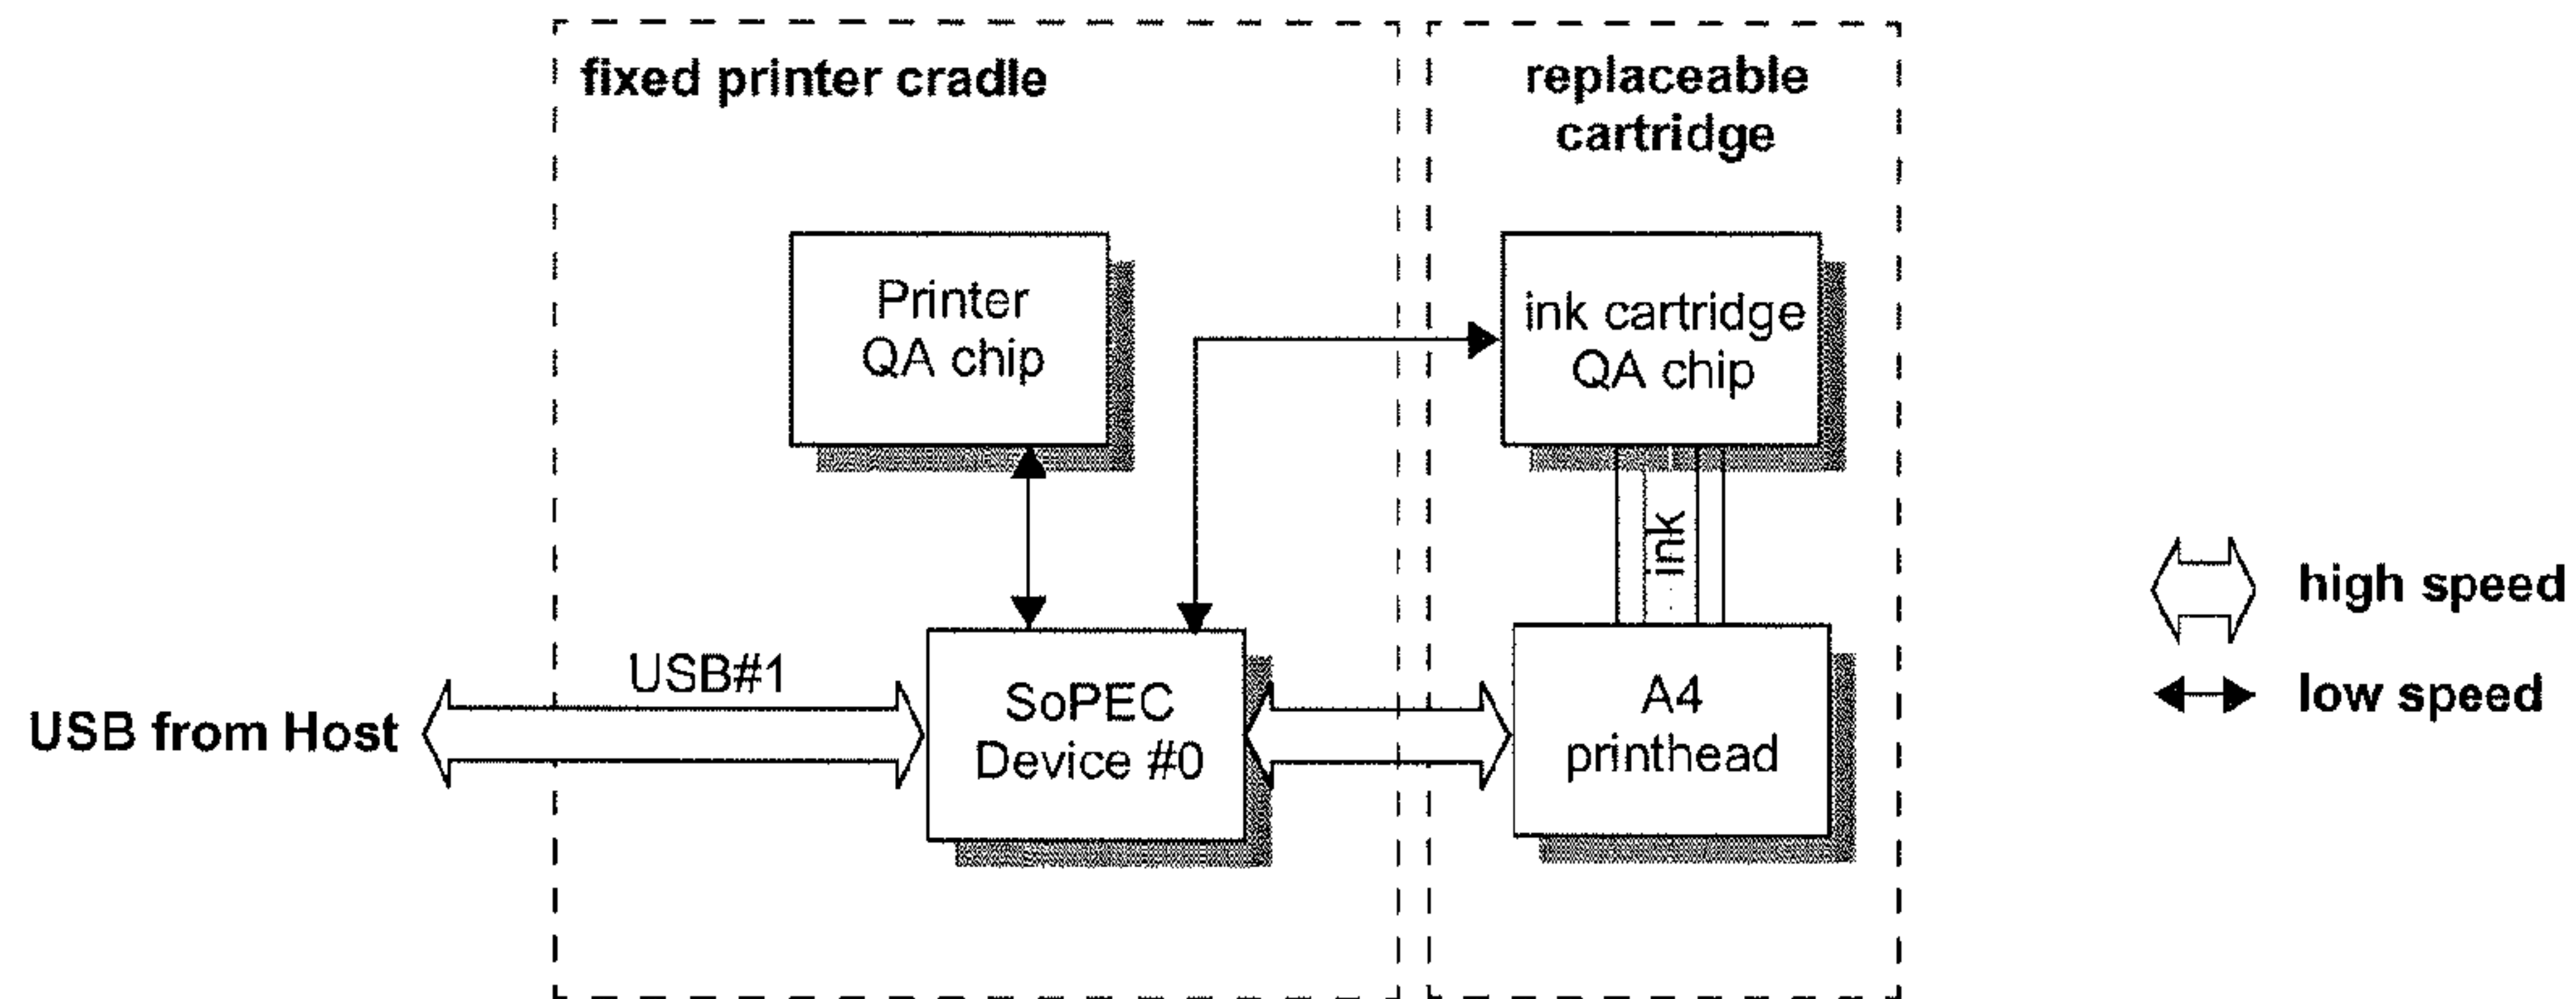 fixed printer cradle
replaceable
cartridge
Printer
QA chip
ink cartridge
QA chip
ink
USB#1
USB from Host
SoPEC
Device #0
A4
printhead
high speed
low speed